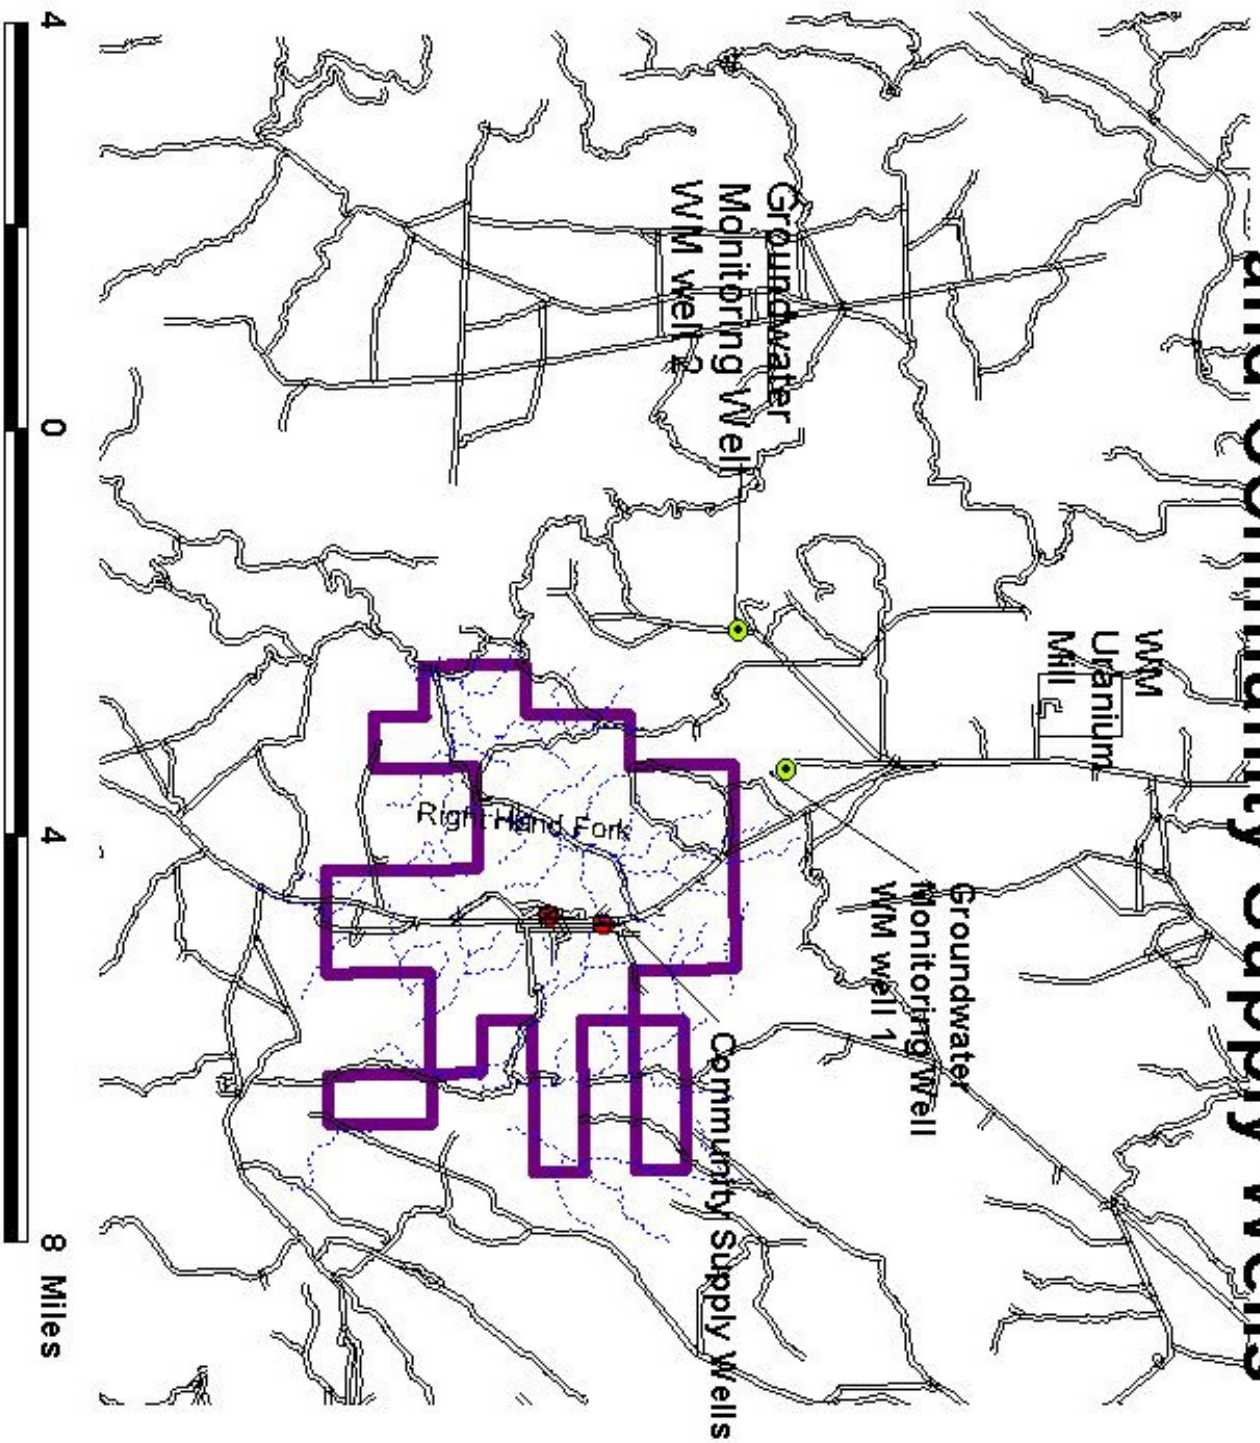 and Community Supply Wells
WM
Uranium
Mill
Groundwater
Monitoring Well
WM well 2
Groundwater
Monitoring Well
WM well 1
Right Hand Fork
Community Supply Wells
4 0 4 8 Miles